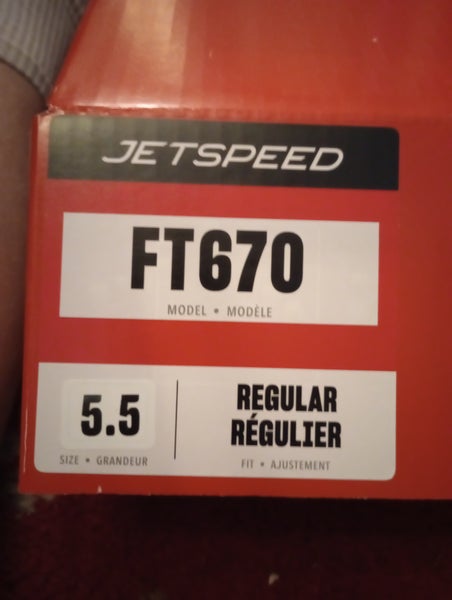 JETSPEED
FT670
MODEL • MODÈLE
5.5
SIZE • GRANDEUR
REGULAR
RÉGULIER
FIT • AJUSTEMENT